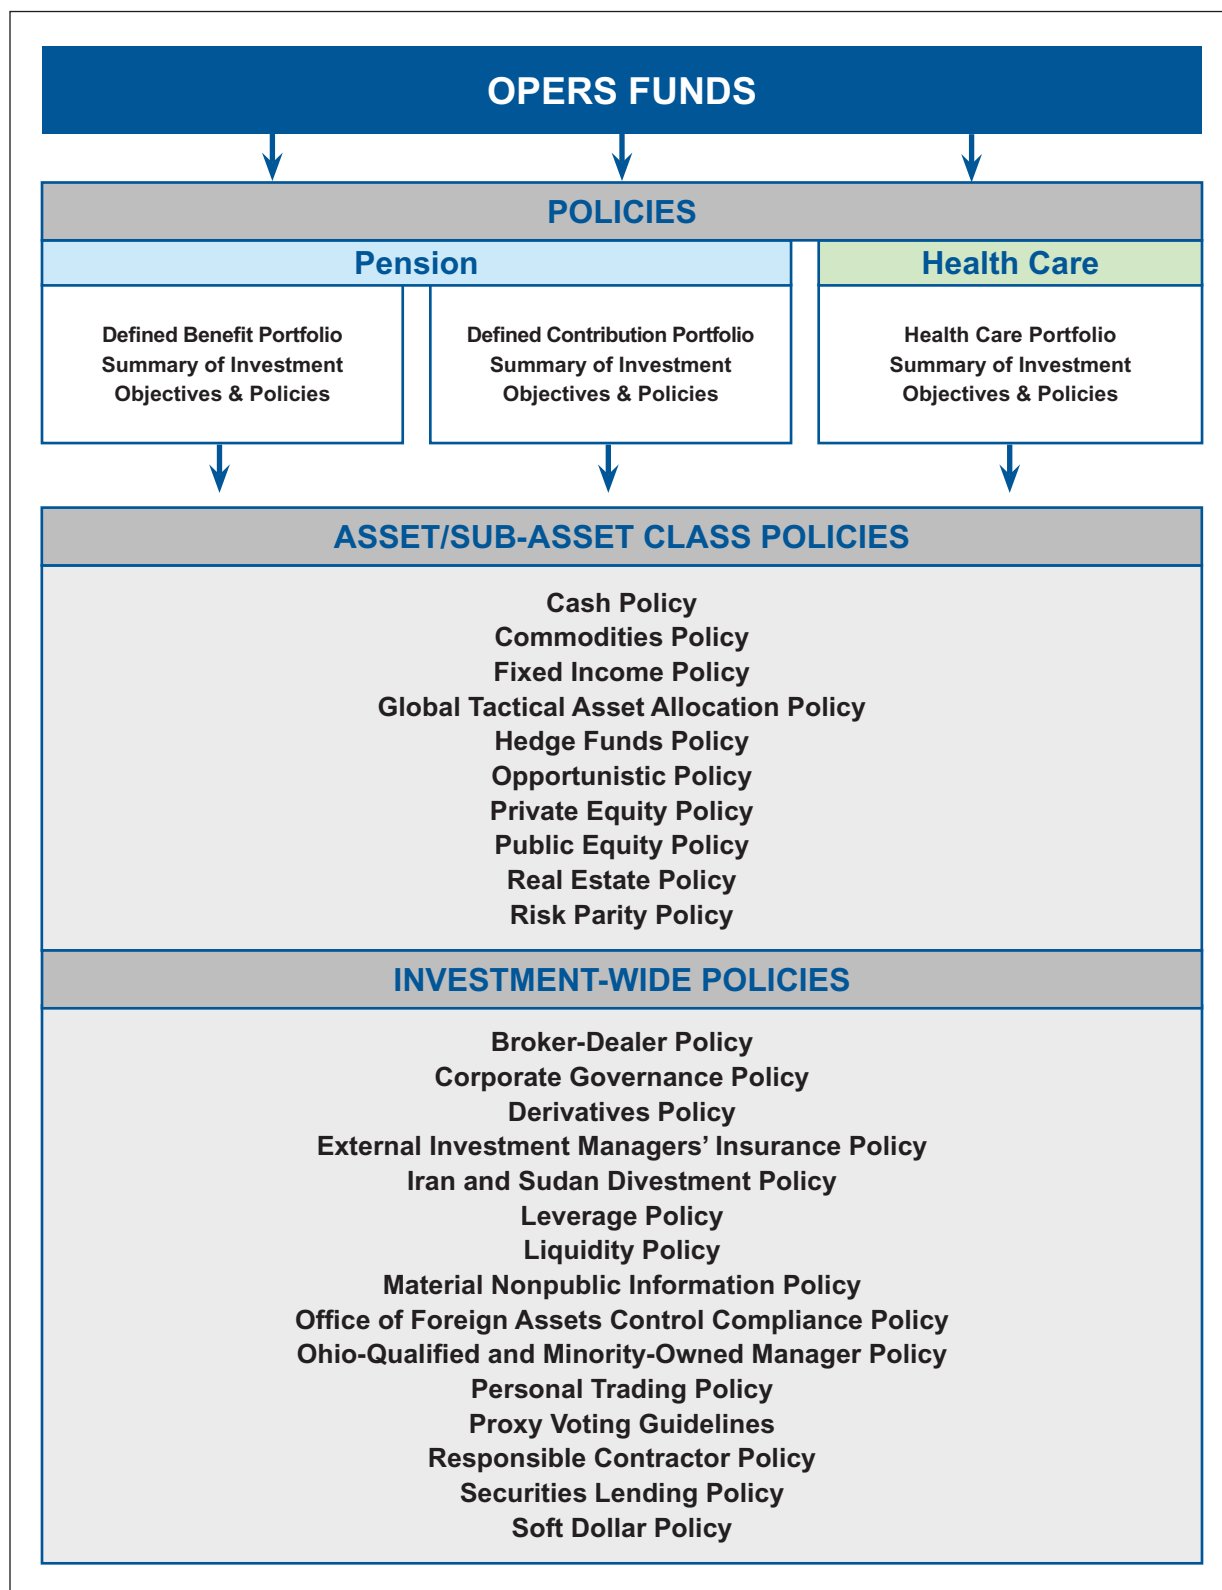 OPERS FUNDS
POLICIES
Pension
Health Care
Defined Benefit Portfolio
Summary of Investment
Objectives & Policies
Defined Contribution Portfolio
Summary of Investment
Objectives & Policies
Health Care Portfolio
Summary of Investment
Objectives & Policies
ASSET/SUB-ASSET CLASS POLICIES
Cash Policy
Commodities Policy
Fixed Income Policy
Global Tactical Asset Allocation Policy
Hedge Funds Policy
Opportunistic Policy
Private Equity Policy
Public Equity Policy
Real Estate Policy
Risk Parity Policy
INVESTMENT-WIDE POLICIES
Broker-Dealer Policy
Corporate Governance Policy
Derivatives Policy
External Investment Managers’ Insurance Policy
Iran and Sudan Divestment Policy
Leverage Policy
Liquidity Policy
Material Nonpublic Information Policy
Office of Foreign Assets Control Compliance Policy
Ohio-Qualified and Minority-Owned Manager Policy
Personal Trading Policy
Proxy Voting Guidelines
Responsible Contractor Policy
Securities Lending Policy
Soft Dollar Policy